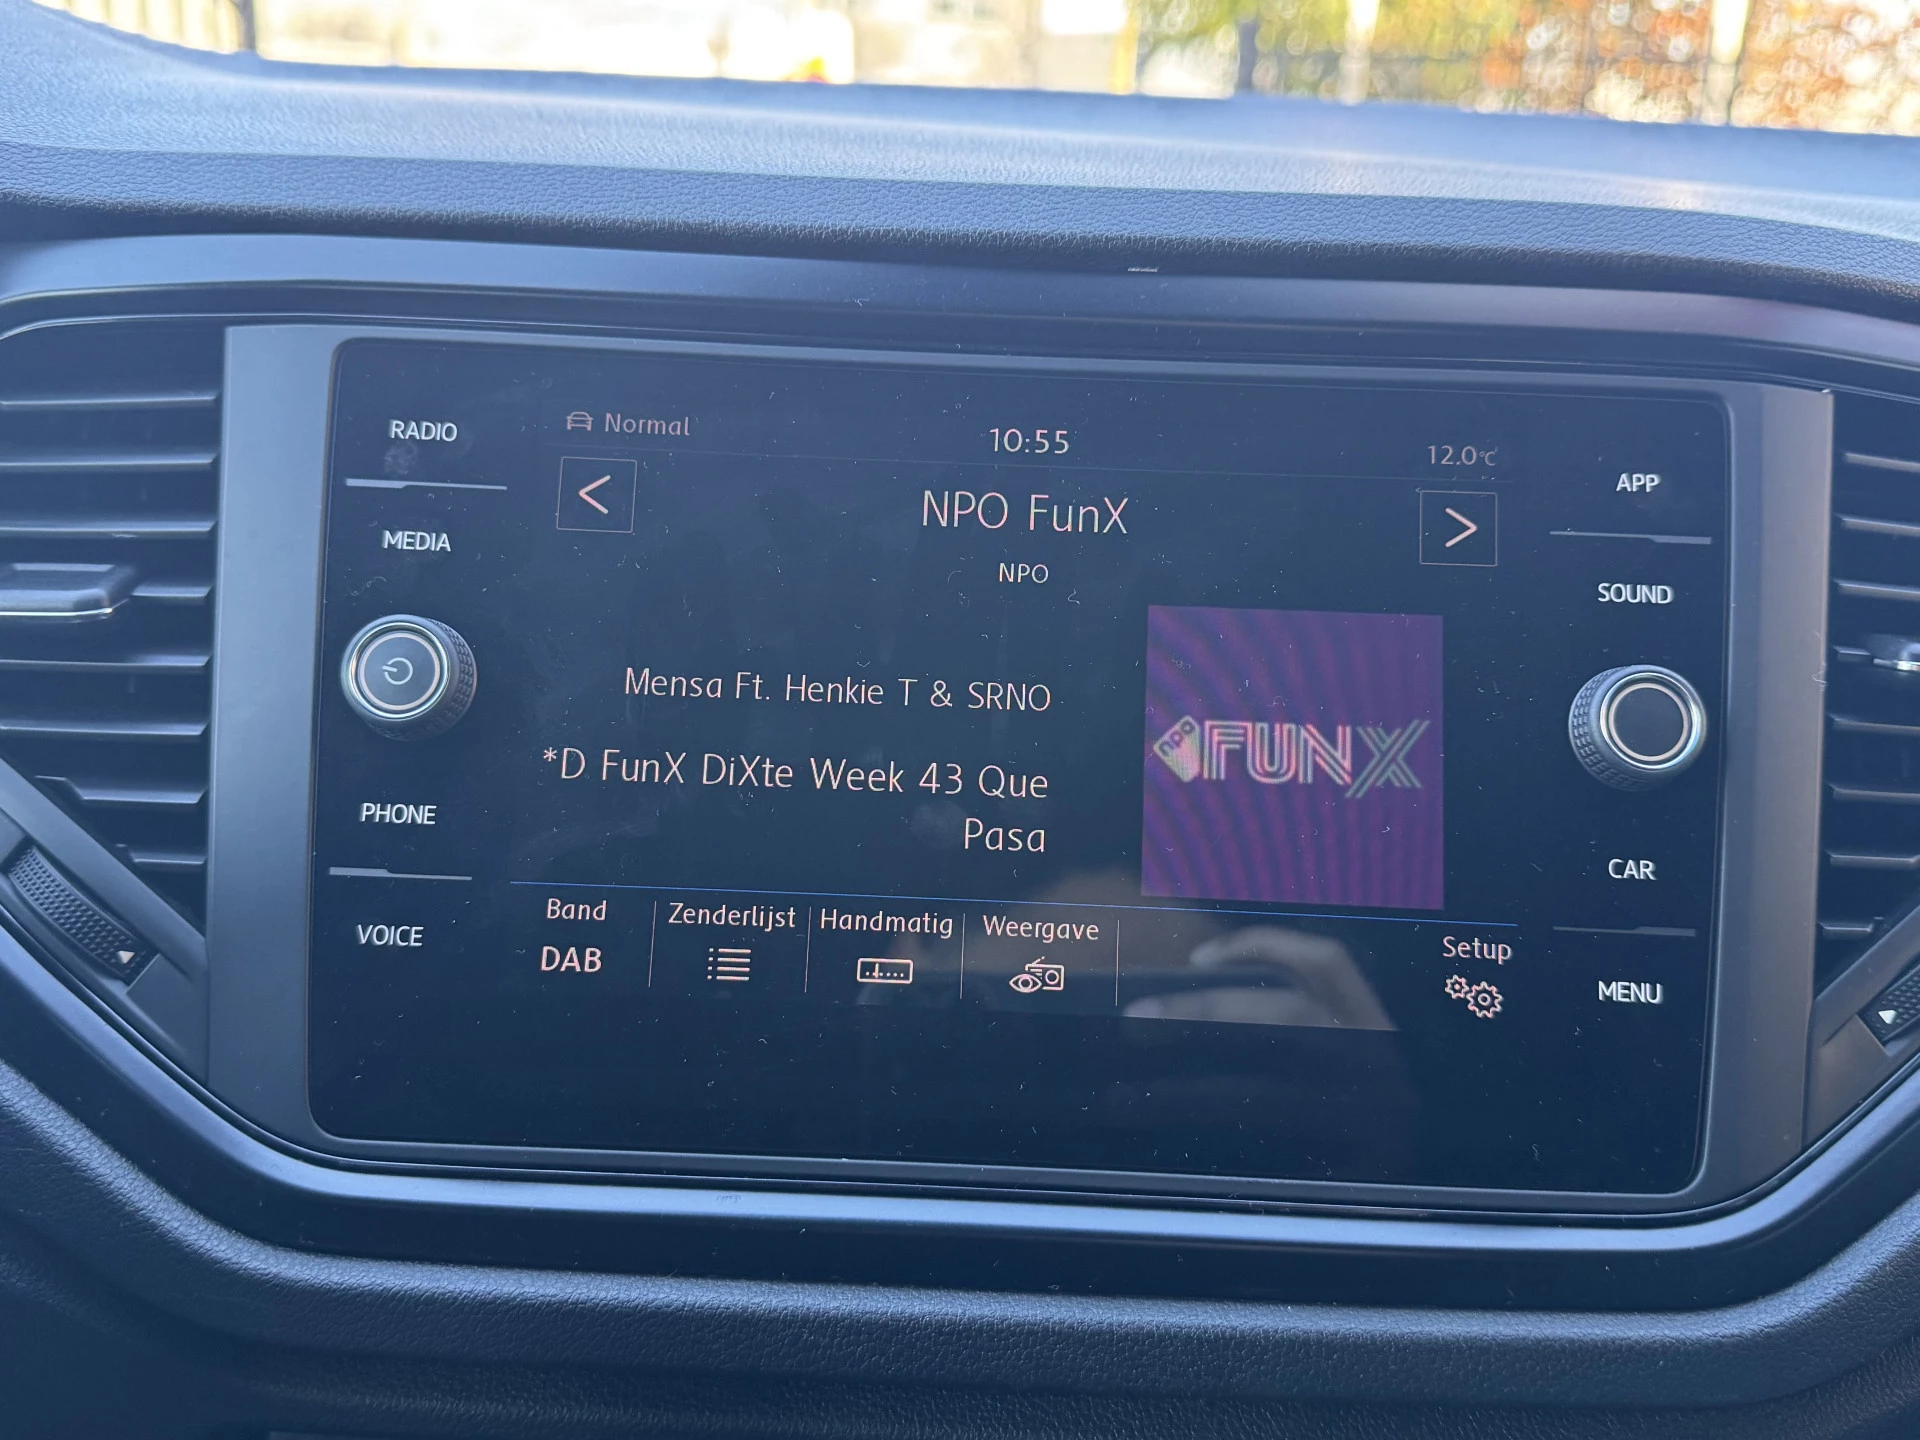 RADIO
MEDIA
PHONE
VOICE
Normal
10:55
12.0°C
NPO FunX
NPO
Mensa Ft. Henkie T & SRNO
*D FunX DiXte Week 43 Que
Pasa
npo FUNX
Band
DAB
Zenderlijst
Handmatig
Weergave
Setup
APP
SOUND
CAR
MENU